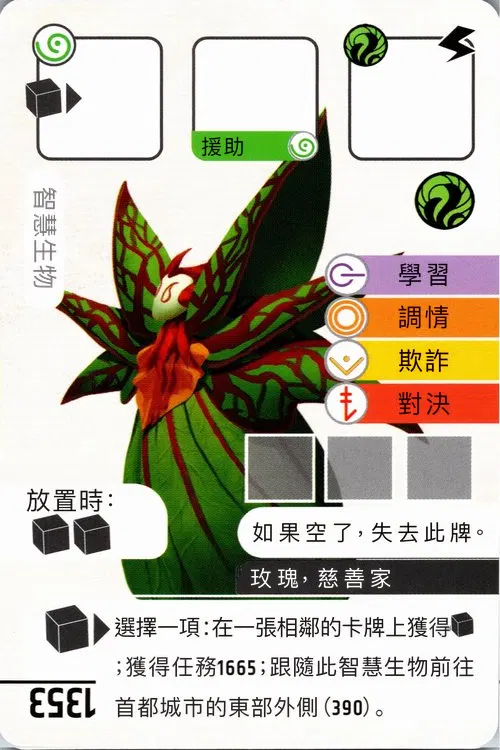 援助
智慧生物
學習
調情
欺詐
對決
放置時：
如果空了，失去此牌。
玫瑰，慈善家
選擇一項：在一張相鄰的卡牌上獲得
；獲得任務1665；跟隨此智慧生物前往
首都城市的東部外側（390）。
1353